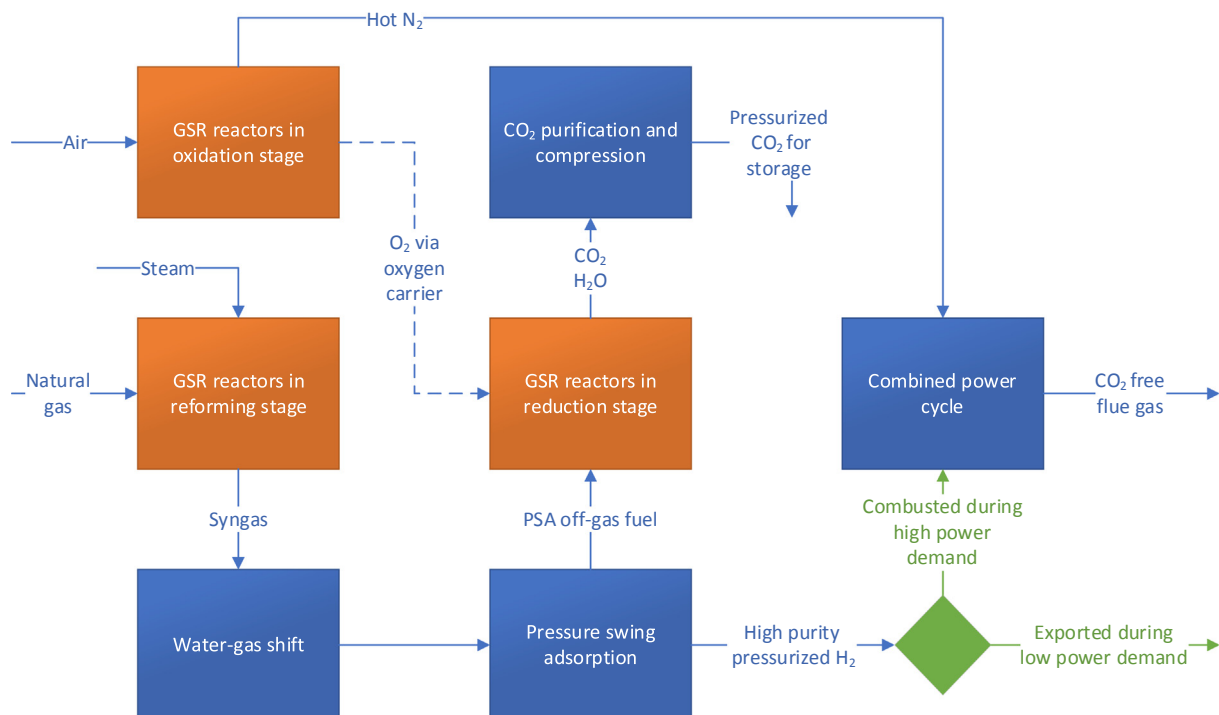 Hot N₂
Air
GSR reactors in
oxidation stage
CO₂ purification and
compression
Pressurized
CO₂ for
storage
O₂ via
oxygen
carrier
Steam
CO₂
H₂O
Natural
gas
GSR reactors in
reforming stage
GSR reactors in
reduction stage
Combined power
cycle
CO₂ free
flue gas
Syngas
PSA off-gas fuel
Combusted during
high power
demand
Water-gas shift
Pressure swing
adsorption
High purity
pressurized H₂
Exported during
low power demand